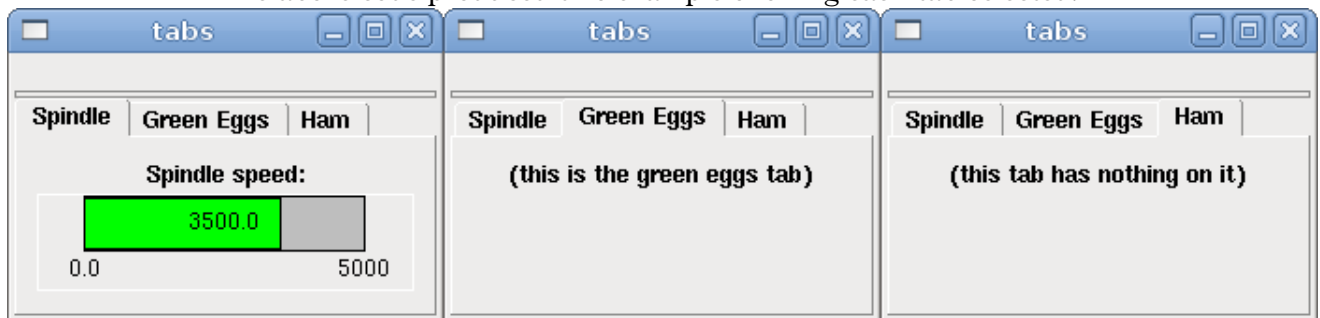 tabs
Spindle Green Eggs Ham
Spindle speed:
3500.0
0.0 5000
tabs
Spindle Green Eggs Ham
(this is the green eggs tab)
tabs
Spindle Green Eggs Ham
(this tab has nothing on it)